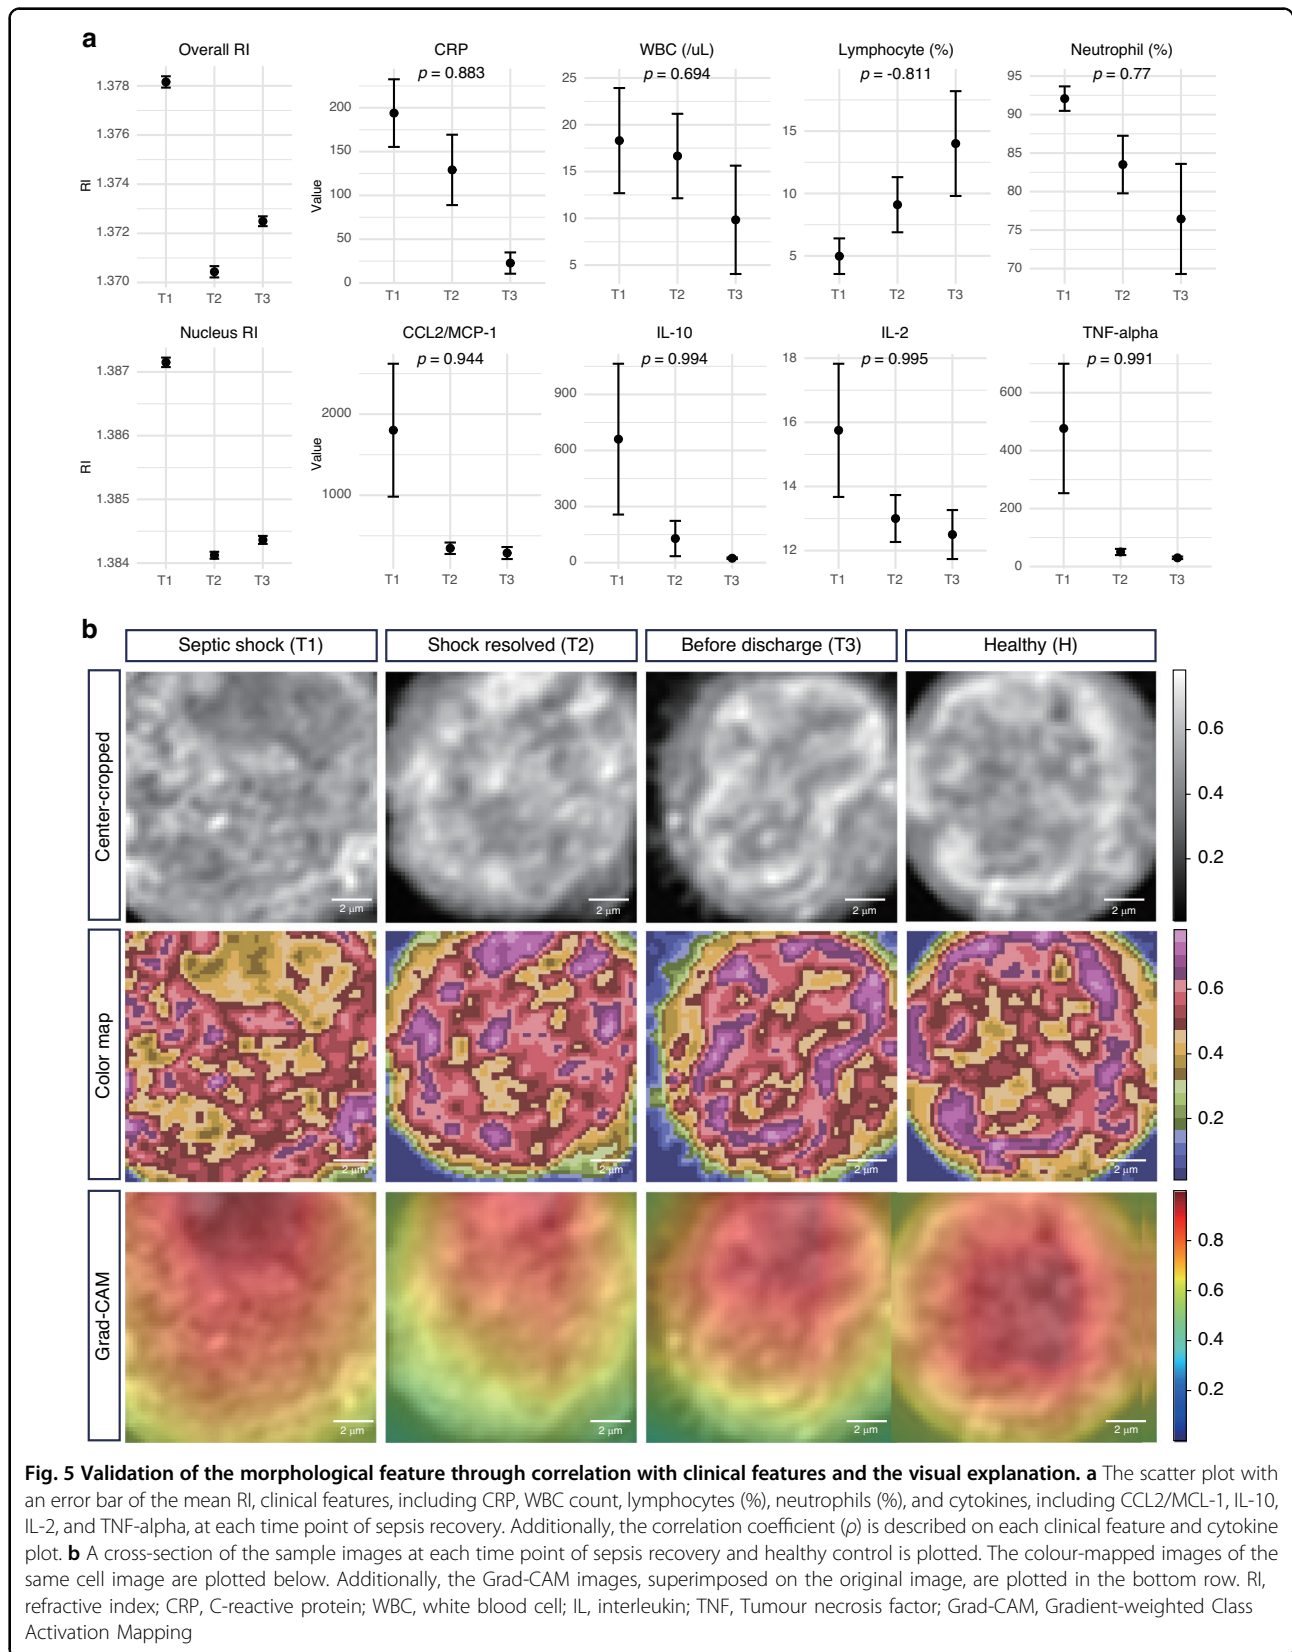 a
Overall RI
CRP
WBC (/uL)
Lymphocyte (%)
Neutrophil (%)
p = 0.883
p = 0.694
p = -0.811
p = 0.77
RI
1.378
1.376
1.374
1.372
1.370
T1 T2 T3
Value
200
150
100
50
0
T1 T2 T3
25
20
15
10
5
T1 T2 T3
15
10
5
T1 T2 T3
95
90
85
80
75
70
T1 T2 T3
Nucleus RI
CCL2/MCP-1
IL-10
IL-2
TNF-alpha
p = 0.944
p = 0.994
p = 0.995
p = 0.991
RI
1.387
1.386
1.385
1.384
T1 T2 T3
Value
2000
1000
T1 T2 T3
900
600
300
0
T1 T2 T3
18
16
14
12
T1 T2 T3
600
400
200
0
T1 T2 T3
b
Septic shock (T1)
Shock resolved (T2)
Before discharge (T3)
Healthy (H)
Center-cropped
2 µm
2 µm
2 µm
2 µm
0.6
0.4
0.2
Color map
2 µm
2 µm
2 µm
2 µm
0.6
0.4
0.2
Grad-CAM
2 µm
2 µm
2 µm
2 µm
0.8
0.6
0.4
0.2
Fig. 5 Validation of the morphological feature through correlation with clinical features and the visual explanation. a The scatter plot with
an error bar of the mean RI, clinical features, including CRP, WBC count, lymphocytes (%), neutrophils (%), and cytokines, including CCL2/MCL-1, IL-10,
IL-2, and TNF-alpha, at each time point of sepsis recovery. Additionally, the correlation coefficient (ρ) is described on each clinical feature and cytokine
plot. b A cross-section of the sample images at each time point of sepsis recovery and healthy control is plotted. The colour-mapped images of the
same cell image are plotted below. Additionally, the Grad-CAM images, superimposed on the original image, are plotted in the bottom row. RI,
refractive index; CRP, C-reactive protein; WBC, white blood cell; IL, interleukin; TNF, Tumour necrosis factor; Grad-CAM, Gradient-weighted Class
Activation Mapping